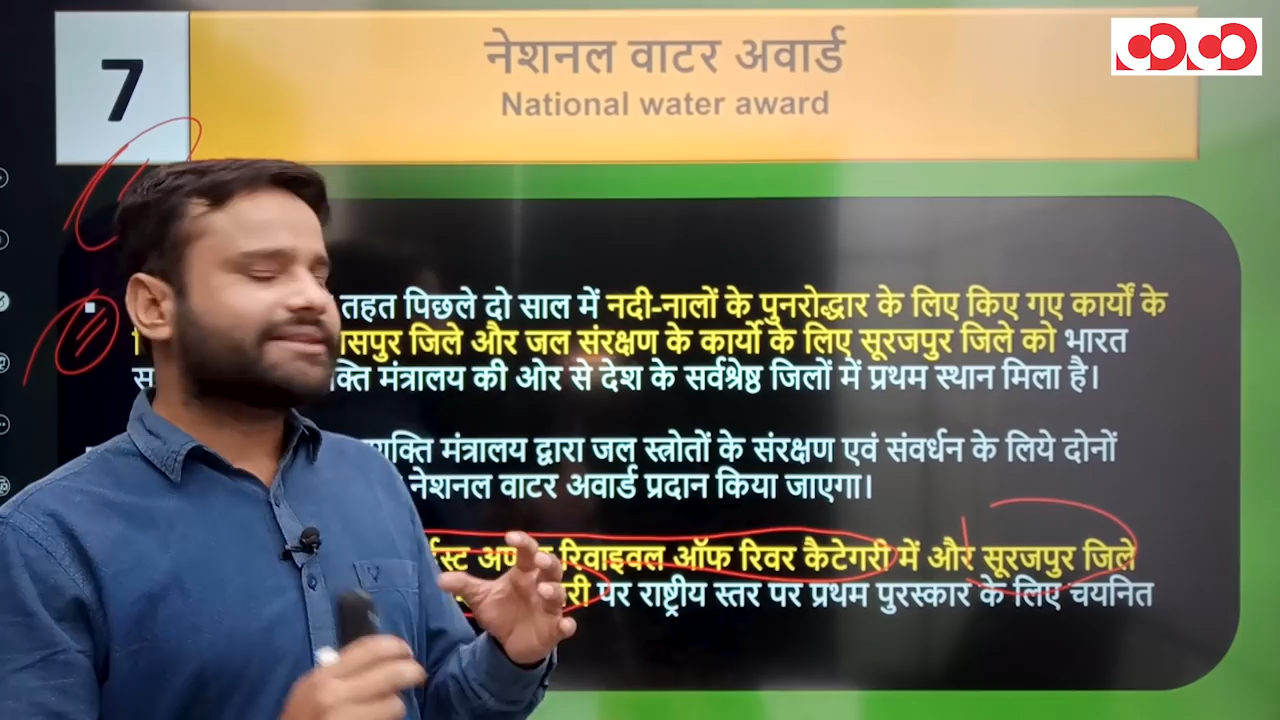 7
नेशनल वाटर अवार्ड
National water award
तहत पिछले दो साल में नदी-नालों के पुनरोद्धार के लिए किए गए कार्यों के
जिले और जल संरक्षण के कार्यो के लिए सूरजपुर जिले को भारत
मंत्रालय की ओर से देश के सर्वश्रेष्ठ जिलों में प्रथम स्थान मिला है।
मंत्रालय द्वारा जल स्त्रोतों के संरक्षण एवं संवर्धन के लिये दोनों
नेशनल वाटर अवार्ड प्रदान किया जाएगा।
रिवाइवल ऑफ रिवर कैटेगरी में और सूरजपुर जिले
पर राष्ट्रीय स्तर पर प्रथम पुरस्कार के लिए चयनित